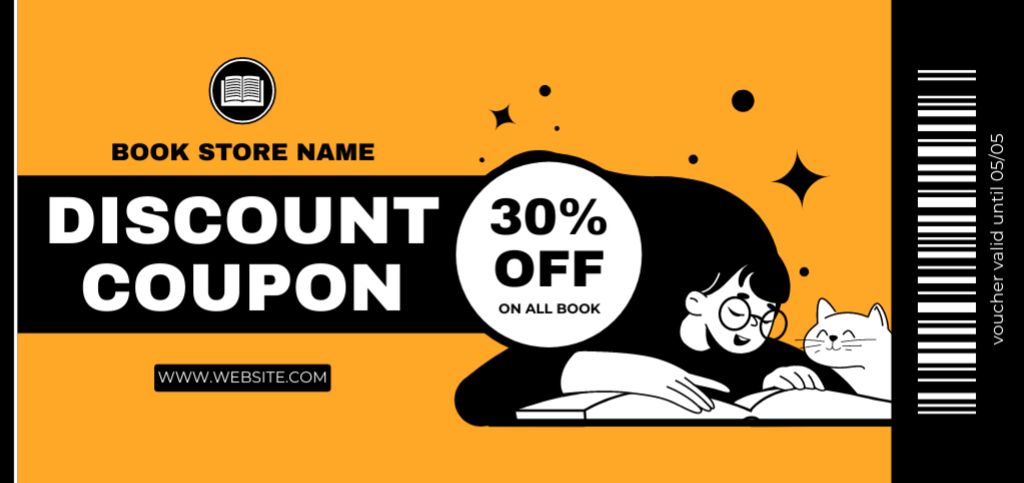 BOOK STORE NAME
DISCOUNT
COUPON
WWW.WEBSITE.COM
30%
OFF
ON ALL BOOK
voucher valid until 05/05